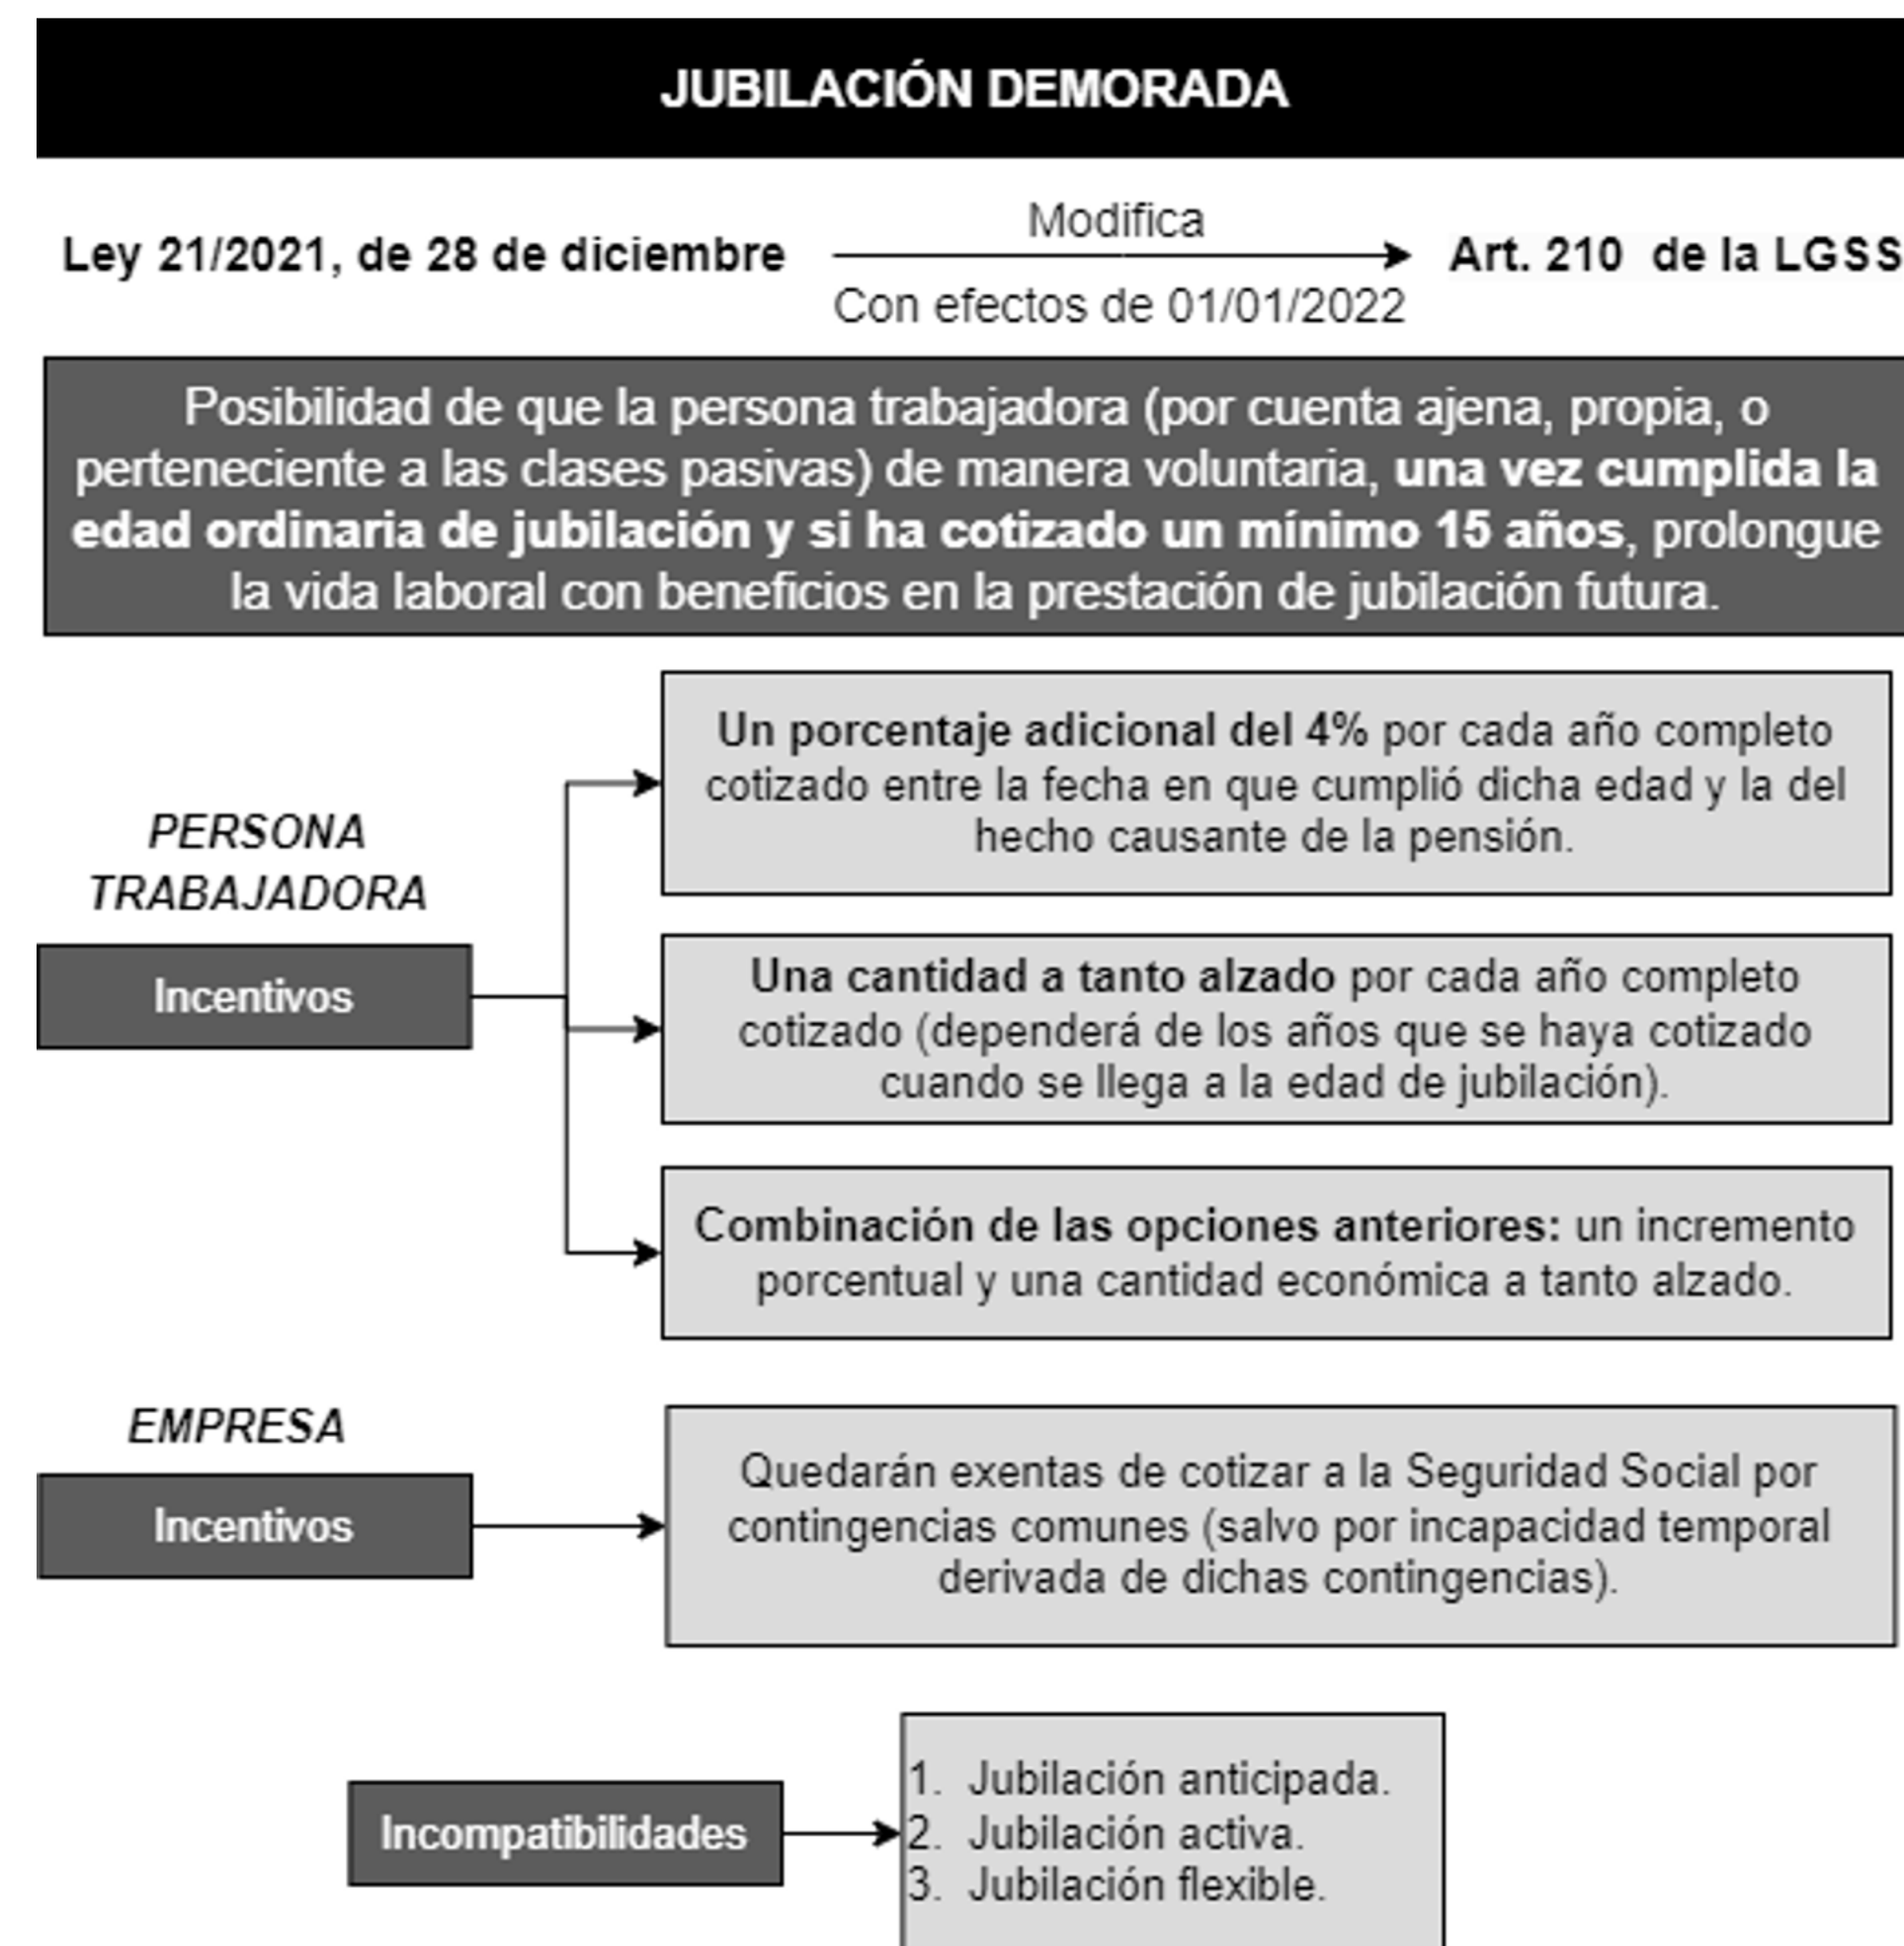 JUBILACIÓN DEMORADA
Modifica
Ley 21/2021, de 28 de diciembre
Art. 210 de la LGSS
Con efectos de 01/01/2022
Posibilidad de que la persona trabajadora (por cuenta ajena, propia, o
perteneciente a las clases pasivas) de manera voluntaria, una vez cumplida la
edad ordinaria de jubilación y si ha cotizado un mínimo 15 años, prolongue
la vida laboral con beneficios en la prestación de jubilación futura.
PERSONA
TRABAJADORA
Incentivos
Un porcentaje adicional del 4% por cada año completo
cotizado entre la fecha en que cumplió dicha edad y la del
hecho causante de la pensión.
Una cantidad a tanto alzado por cada año completo
cotizado (dependerá de los años que se haya cotizado
cuando se llega a la edad de jubilación).
Combinación de las opciones anteriores: un incremento
porcentual y una cantidad económica a tanto alzado.
EMPRESA
Incentivos
Quedarán exentas de cotizar a la Seguridad Social por
contingencias comunes (salvo por incapacidad temporal
derivada de dichas contingencias).
Incompatibilidades
1. Jubilación anticipada.
2. Jubilación activa.
3. Jubilación flexible.